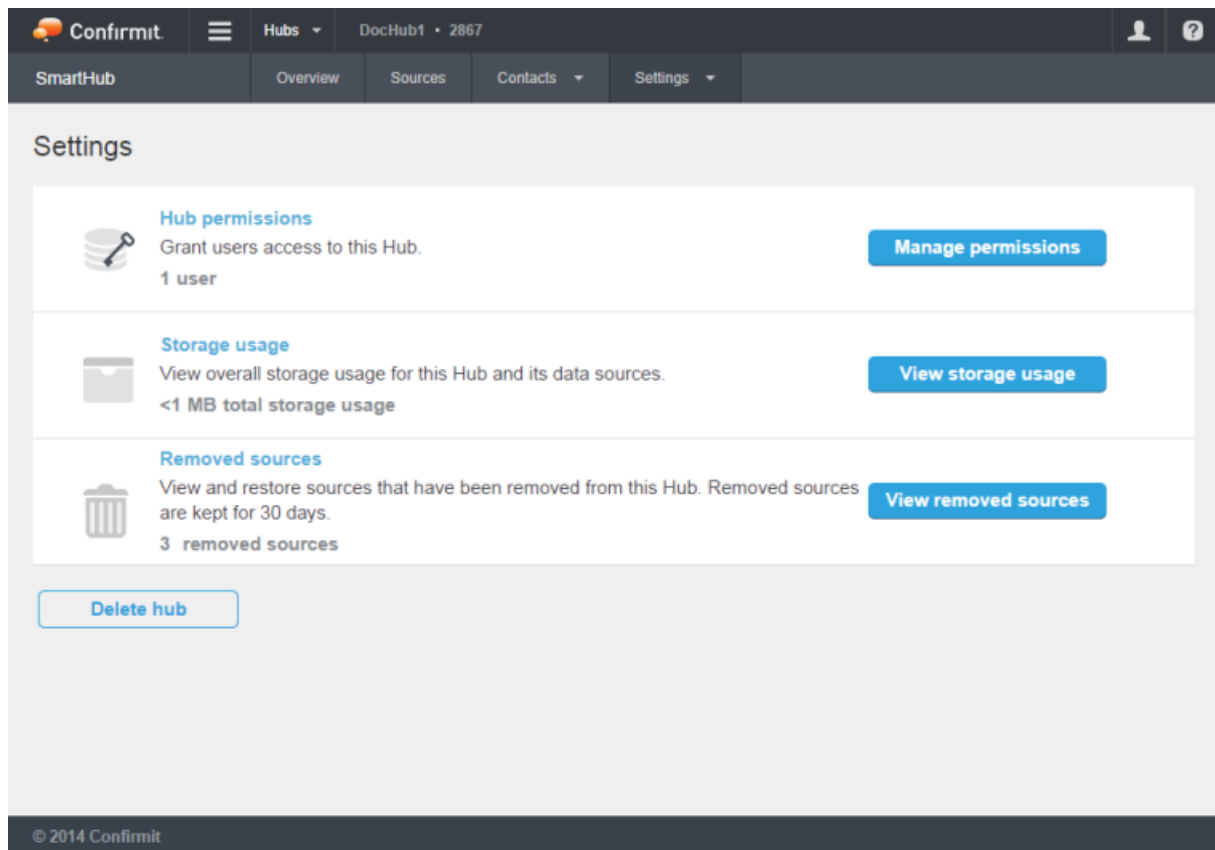 Confirmit. Hubs DocHub1 • 2867
SmartHub Overview Sources Contacts Settings
Settings
Hub permissions
Grant users access to this Hub.
1 user
Manage permissions
Storage usage
View overall storage usage for this Hub and its data sources.
<1 MB total storage usage
View storage usage
Removed sources
View and restore sources that have been removed from this Hub. Removed sources
are kept for 30 days.
3 removed sources
View removed sources
Delete hub
© 2014 Confirmit